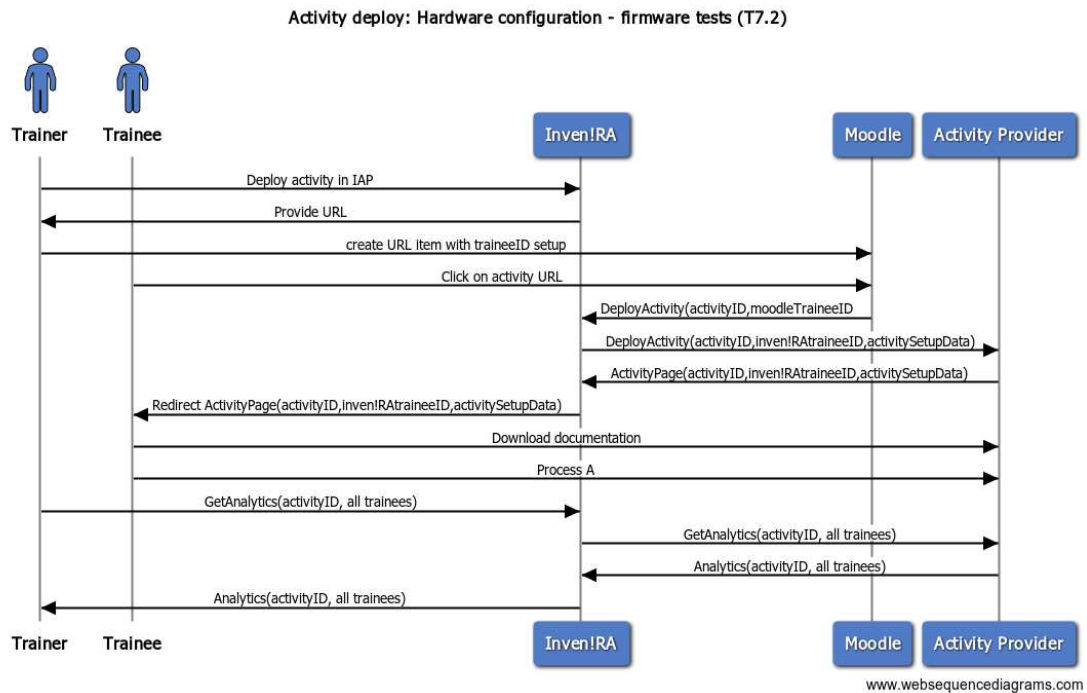 Activity deploy: Hardware configuration - firmware tests (T7.2)
Trainer Trainee Inven!RA Moodle Activity Provider
Deploy activity in IAP
Provide URL
create URL item with traineeID setup
Click on activity URL
DeployActivity(activityID,moodleTraineeID
DeployActivity(activityID,inven!RAtraineeID,activitySetupData)
ActivityPage(activityID,inven!RAtraineeID,activitySetupData)
Redirect ActivityPage(activityID,inven!RAtraineeID,activitySetupData)
Download documentation
Process A
GetAnalytics(activityID, all trainees)
GetAnalytics(activityID, all trainees)
Analytics(activityID, all trainees)
Analytics(activityID, all trainees)
Trainer Trainee Inven!RA Moodle Activity Provider
www.websequencediagrams.com